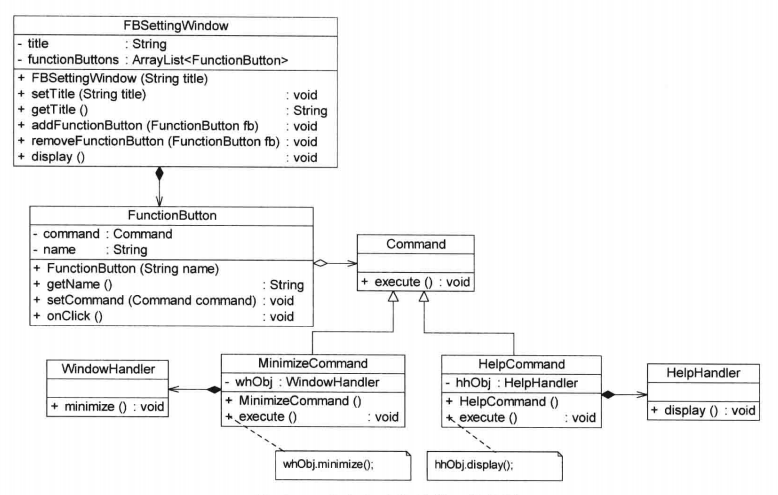 FBSettingWindow
- title : String
- functionButtons : ArrayList<FunctionButton>
+ FBSettingWindow (String title)
+ setTitle (String title) : void
+ getTitle () : String
+ addFunctionButton (FunctionButton fb) : void
+ removeFunctionButton (FunctionButton fb) : void
+ display () : void
FunctionButton
- command : Command
- name : String
+ FunctionButton (String name)
+ getName () : String
+ setCommand (Command command) : void
+ onClick () : void
Command
+ execute () : void
WindowHandler
+ minimize () : void
MinimizeCommand
- whObj : WindowHandler
+ MinimizeCommand ()
+ execute () : void
HelpCommand
- hhObj : HelpHandler
+ HelpCommand ()
+ execute () : void
HelpHandler
+ display () : void
whObj.minimize();
hhObj.display();